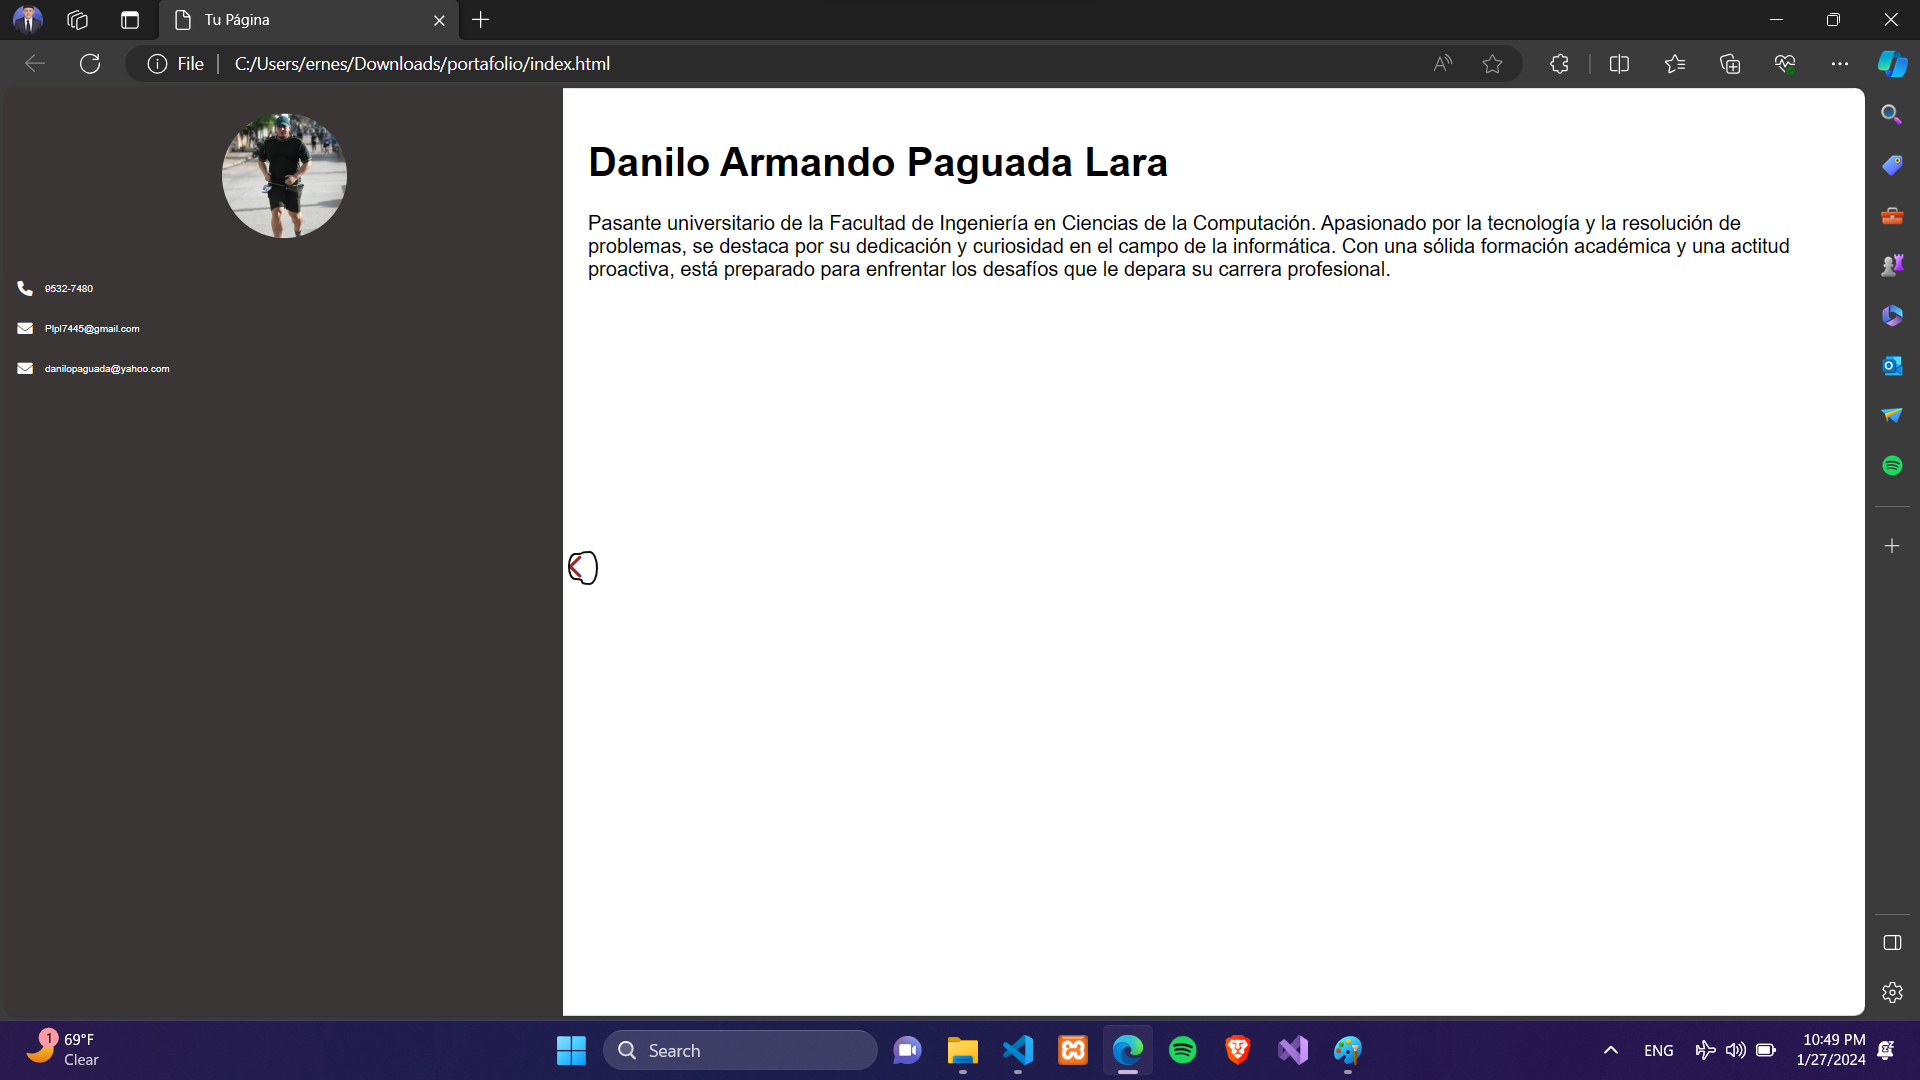 Tu Página
File
C:/Users/ernes/Downloads/portafolio/index.html
9532-7480
Plpl7445@gmail.com
danilopaguada@yahoo.com
Danilo Armando Paguada Lara
Pasante universitario de la Facultad de Ingeniería en Ciencias de la Computación. Apasionado por la tecnología y la resolución de
problemas, se destaca por su dedicación y curiosidad en el campo de la informática. Con una sólida formación académica y una actitud
proactiva, está preparado para enfrentar los desafíos que le depara su carrera profesional.
1
69°F
Clear
Search
ENG
10:49 PM
1/27/2024